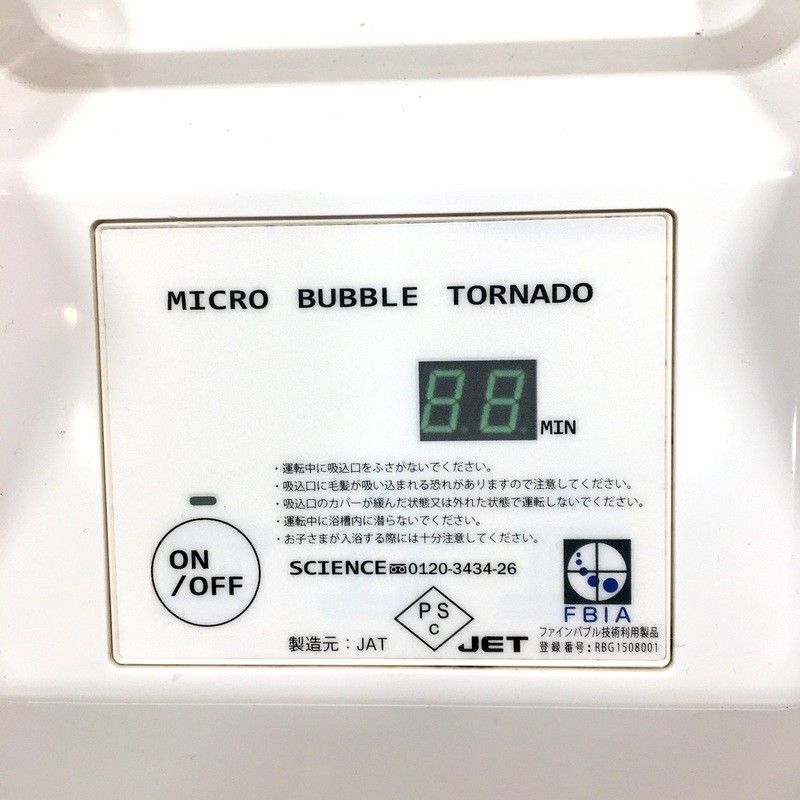 MICRO BUBBLE TORNADO
88 MIN
・運転中に吸込口をふさがないでください。
・吸込口に毛髪が吸い込まれる恐れがありますので注意してください。
・吸込口のカバーが緩んだ状態又は外れた状態で運転しないでください。
・運転中に浴槽内に潜らないでください。
・お子さまが入浴する際には十分注意してください。
ON
/OFF
SCIENCE 0120-3434-26
PS
C
製造元：JAT
JET
FBIA
ファインバブル技術利用製品
登録番号：RBG1508001